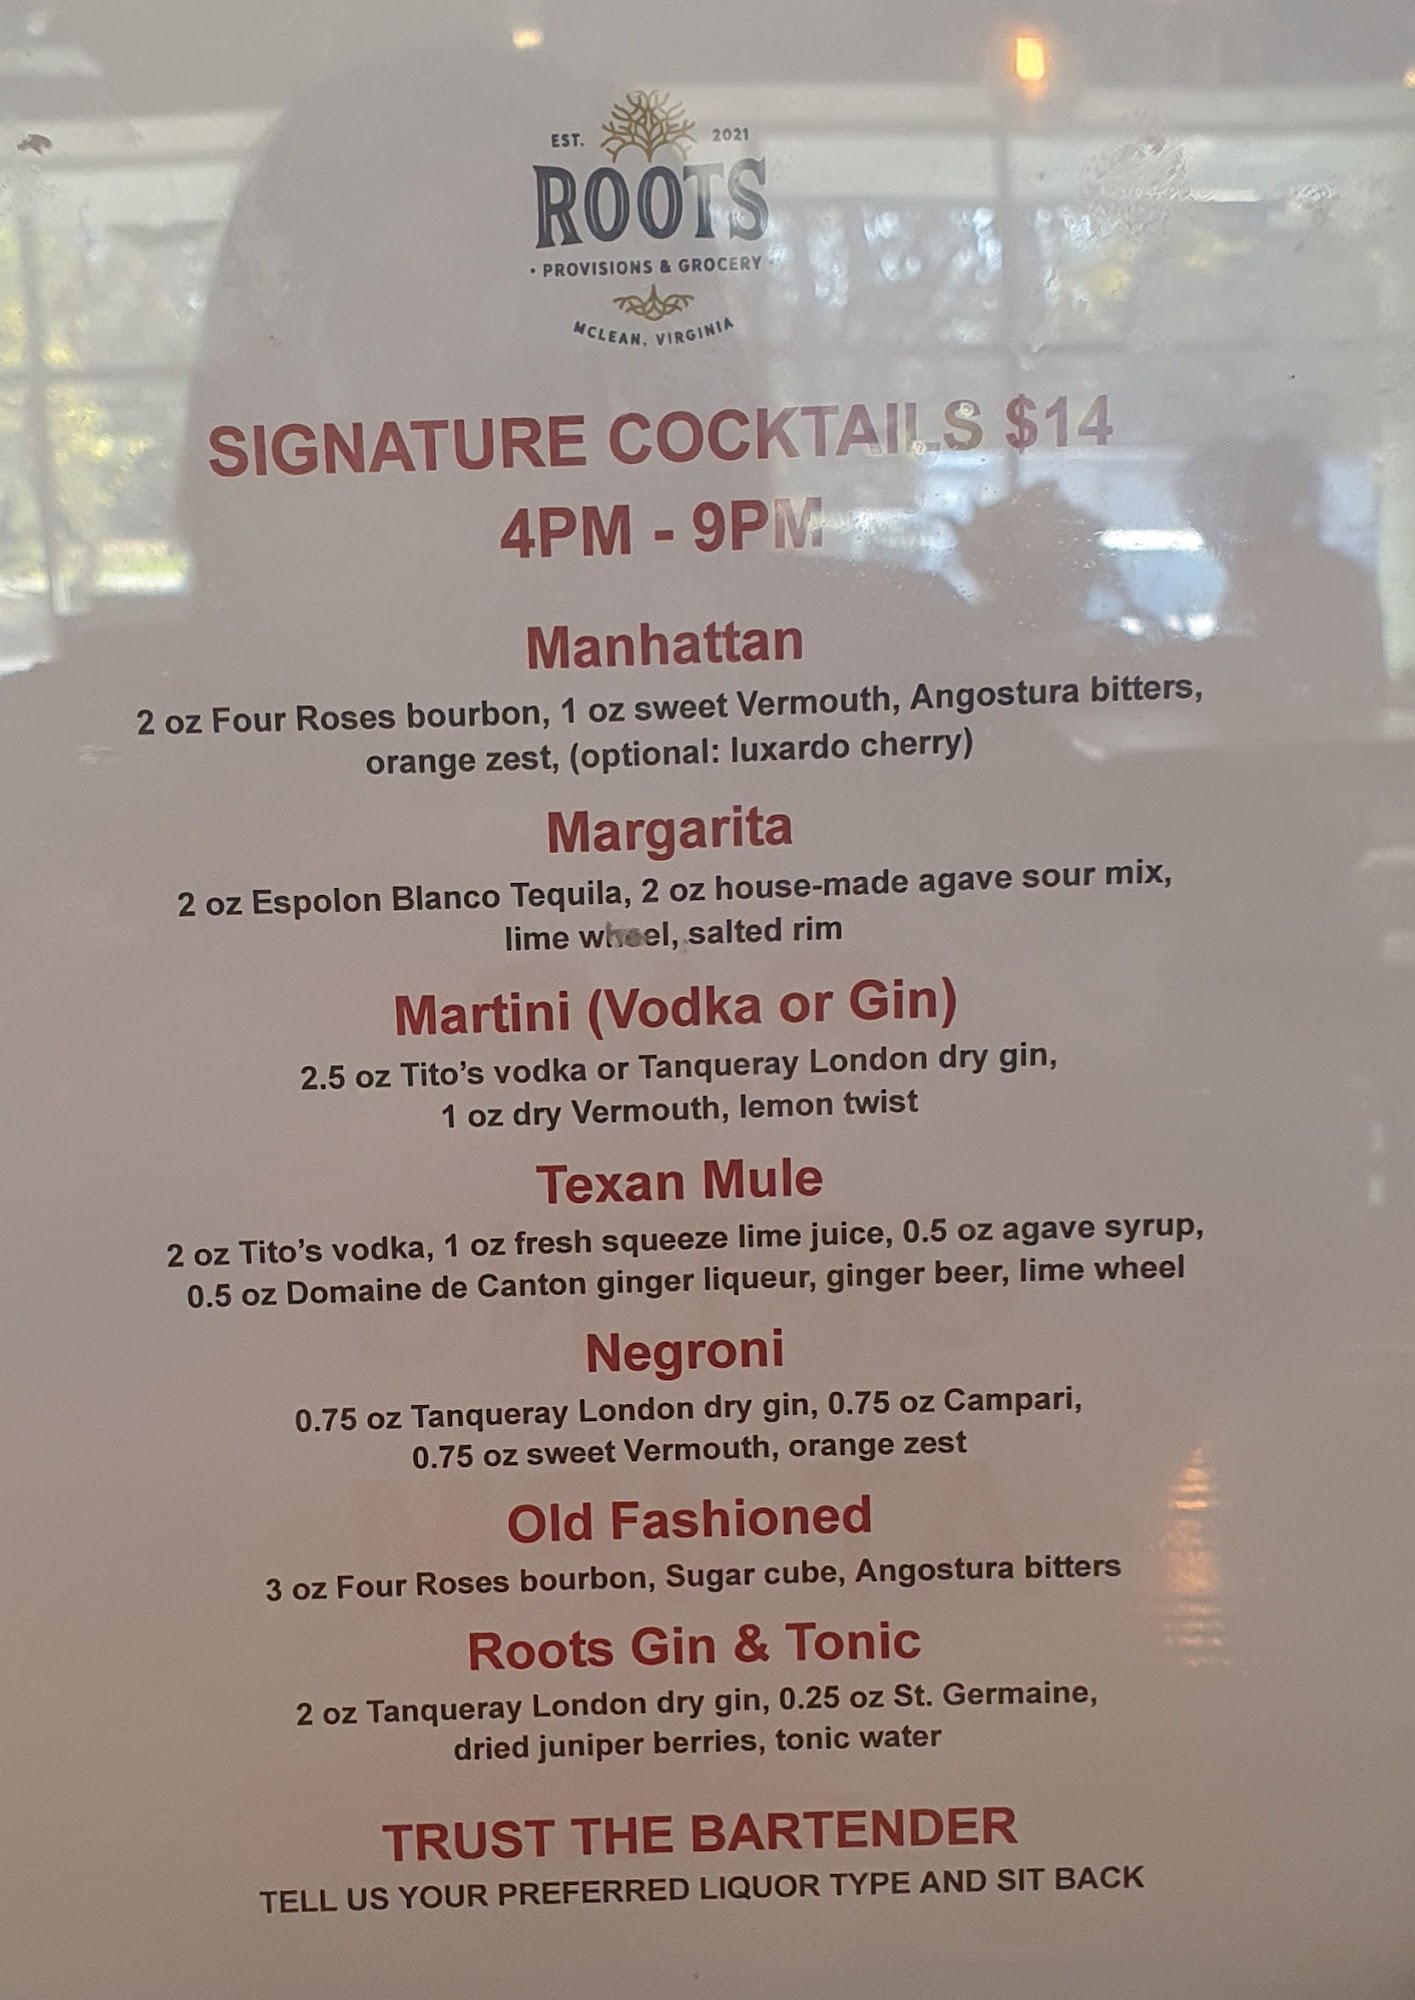 EST. 2021
ROOTS
• PROVISIONS & GROCERY •
MCLEAN, VIRGINIA
SIGNATURE COCKTAILS $14
4PM - 9PM
Manhattan
2 oz Four Roses bourbon, 1 oz sweet Vermouth, Angostura bitters,
orange zest, (optional: luxardo cherry)
Margarita
2 oz Espolon Blanco Tequila, 2 oz house-made agave sour mix,
lime wheel, salted rim
Martini (Vodka or Gin)
2.5 oz Tito's vodka or Tanqueray London dry gin,
1 oz dry Vermouth, lemon twist
Texan Mule
2 oz Tito's vodka, 1 oz fresh squeeze lime juice, 0.5 oz agave syrup,
0.5 oz Domaine de Canton ginger liqueur, ginger beer, lime wheel
Negroni
0.75 oz Tanqueray London dry gin, 0.75 oz Campari,
0.75 oz sweet Vermouth, orange zest
Old Fashioned
3 oz Four Roses bourbon, Sugar cube, Angostura bitters
Roots Gin & Tonic
2 oz Tanqueray London dry gin, 0.25 oz St. Germaine,
dried juniper berries, tonic water
TRUST THE BARTENDER
TELL US YOUR PREFERRED LIQUOR TYPE AND SIT BACK